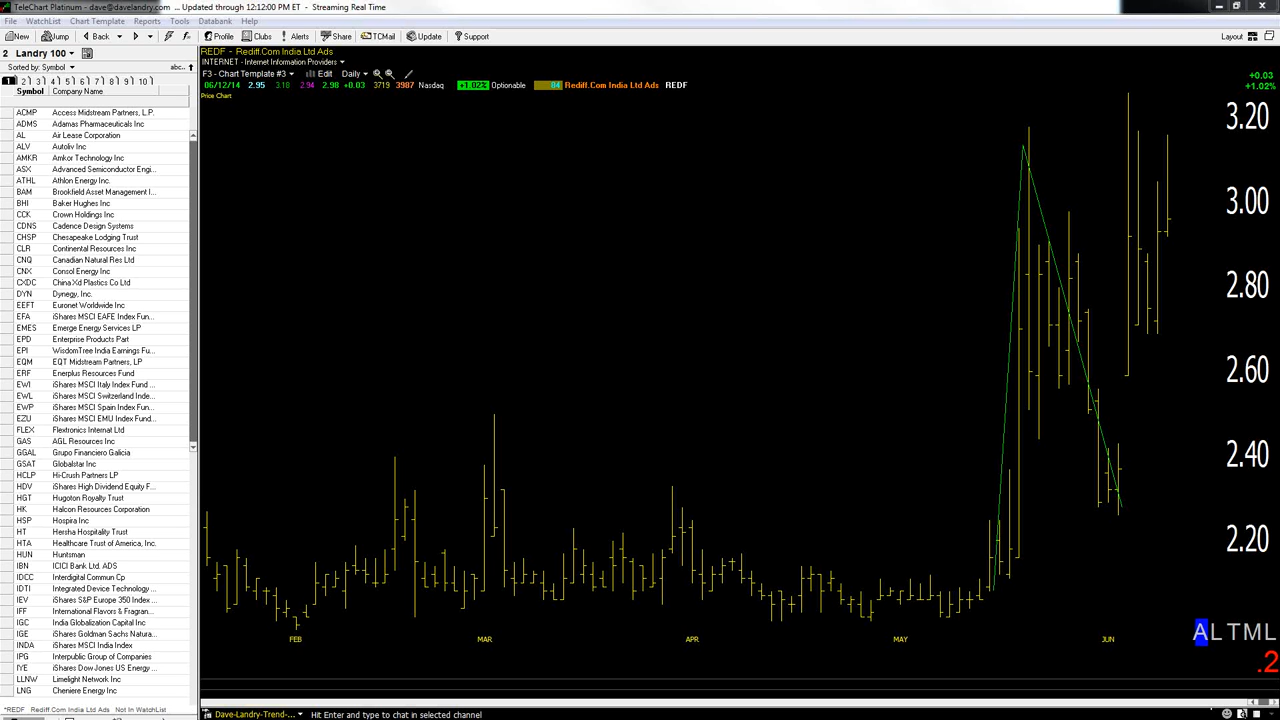 TeleChart Platinum - dave@davelandry.com ... Updated through 12:12:00 PM ET - Streaming Real Time
File WatchList Chart Template Reports Tools Databank Help
New Jump Back Profile Clubs Alerts Share TCMail Update Support Layout
2 Landry 100
Sorted by: Symbol abc..
1 2 3 4 5 6 7 8 9 10
Symbol Company Name
ACMP Access Midstream Partners, L.P.
ADMS Adamas Pharmaceuticals Inc
AL Air Lease Corporation
ALV Autoliv Inc
AMKR Amkor Technology Inc
ASX Advanced Semiconductor Engi...
ATHL Athlon Energy Inc.
BAM Brookfield Asset Management I...
BHI Baker Hughes Inc
CCK Crown Holdings Inc
CDNS Cadence Design Systems
CHSP Chesapeake Lodging Trust
CLR Continental Resources Inc
CNQ Canadian Natural Res Ltd
CNX Consol Energy Inc
CXDC China Xd Plastics Co Ltd
DYN Dynegy, Inc.
EEFT Euronet Worldwide Inc
EFA iShares MSCI EAFE Index Fun...
EMES Emerge Energy Services LP
EPD Enterprise Products Part
EPI WisdomTree India Earnings Fu...
EQM EQT Midstream Partners, LP
ERF Enerplus Resources Fund
EWI iShares MSCI Italy Index Fund ...
EWL iShares MSCI Switzerland Inde...
EWP iShares MSCI Spain Index Fun...
EZU iShares MSCI EMU Index Fund...
FLEX Flextronics Internat Ltd
GAS AGL Resources Inc
GGAL Grupo Financiero Galicia
GSAT Globalstar Inc
HCLP Hi-Crush Partners LP
HDV iShares High Dividend Equity F...
HGT Hugoton Royalty Trust
HK Halcon Resources Corporation
HSP Hospira Inc
HT Hersha Hospitality Trust
HTA Healthcare Trust of America, Inc.
HUN Huntsman
IBN ICICI Bank Ltd. ADS
IDCC Interdigital Commun Cp
IDTI Integrated Device Technology ...
IEV iShares S&P Europe 350 Index ...
IFF International Flavors & Fragran...
IGC India Globalization Capital Inc
IGE iShares Goldman Sachs Natura...
INDA iShares MSCI India Index
IPG Interpublic Group of Companies
IYE iShares Dow Jones US Energy ...
LLNW Limelight Network Inc
LNG Cheniere Energy Inc
*REDF Rediff.Com India Ltd Ads Not In WatchList
REDF - Rediff.Com India Ltd Ads
INTERNET - Internet Information Providers
F3 - Chart Template #3 Edit Daily
06/12/14 2.95 3.18 2.94 2.98 +0.03 3719 3987 Nasdaq +1.02% Optionable 84 Rediff.Com India Ltd Ads REDF
Price Chart
+0.03
+1.02%
3.20
3.00
2.80
2.60
2.40
2.20
FEB MAR APR MAY JUN
ALTML
.2
Dave-Landry-Trend-... Hit Enter and type to chat in selected channel